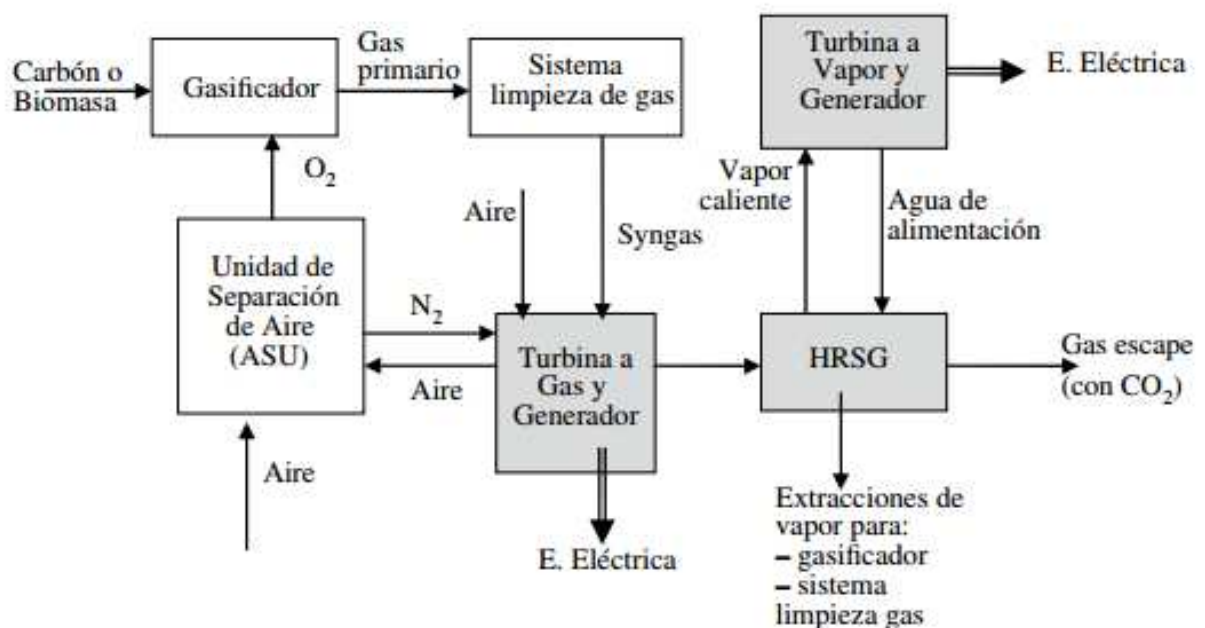 Carbón o
Biomasa
Gasificador
Gas
primario
Sistema
limpieza de gas
Turbina a
Vapor y
Generador
E. Eléctrica
O2
Aire
Syngas
Vapor
caliente
Agua de
alimentación
Unidad de
Separación
de Aire
(ASU)
N2
Aire
Turbina a
Gas y
Generador
HRSG
Gas escape
(con CO2)
Aire
E. Eléctrica
Extracciones de
vapor para:
– gasificador
– sistema
limpieza gas